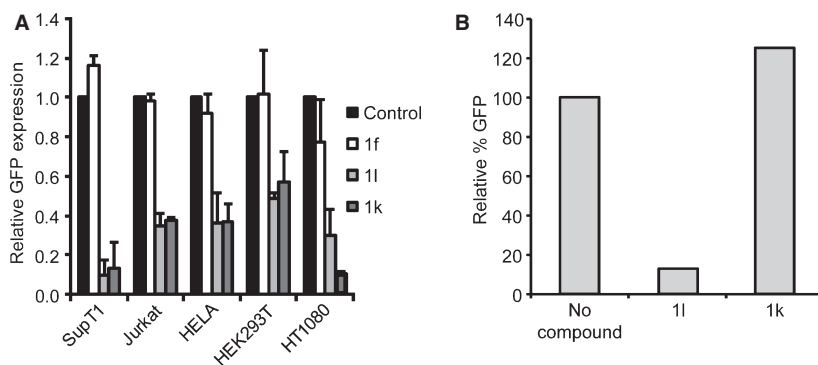 A
Relative GFP expression
1.4
1.2
1.0
0.8
0.6
0.4
0.2
0.0
SupT1
Jurkat
HELA
HEK293T
HT1080
Control
1f
1l
1k
B
Relative % GFP
140
120
100
80
60
40
20
0
No
compound
1l
1k